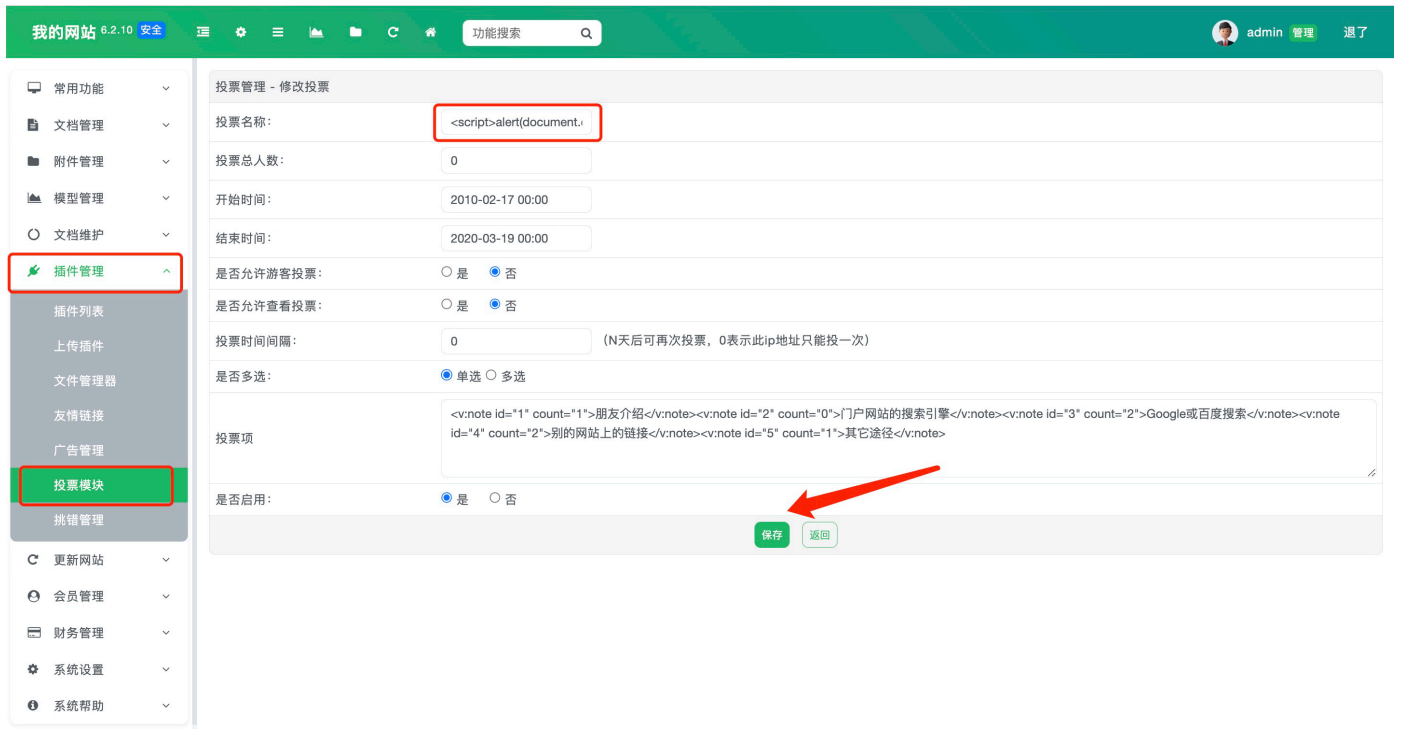 我的网站 6.2.10 安全 功能搜索 admin 管理 退了
常用功能
文档管理
附件管理
模型管理
文档维护
插件管理
插件列表
上传插件
文件管理器
友情链接
广告管理
投票模块
挑错管理
更新网站
会员管理
财务管理
系统设置
系统帮助
投票管理 - 修改投票
投票名称: <script>alert(document.
投票总人数: 0
开始时间: 2010-02-17 00:00
结束时间: 2020-03-19 00:00
是否允许游客投票: 是 否
是否允许查看投票: 是 否
投票时间间隔: 0 (N天后可再次投票，0表示此ip地址只能投一次)
是否多选: 单选 多选
投票项
<v:note id="1" count="1">朋友介绍</v:note><v:note id="2" count="0">门户网站的搜索引擎</v:note><v:note id="3" count="2">Google或百度搜索</v:note><v:note
id="4" count="2">别的网站上的链接</v:note><v:note id="5" count="1">其它途径</v:note>
是否启用: 是 否
保存 返回